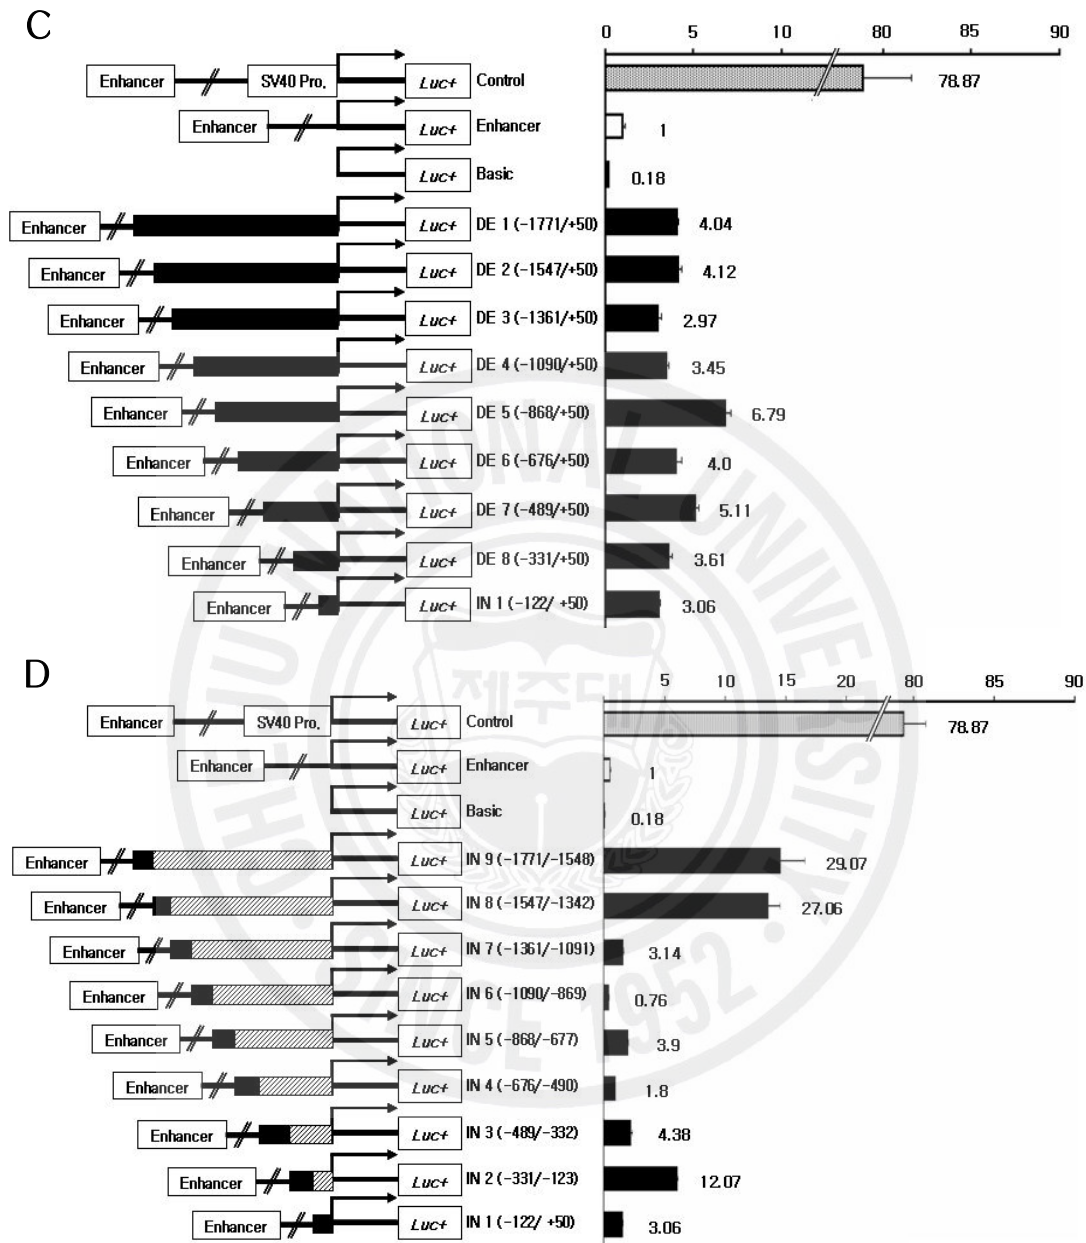 C
0 5 10 80 85 90
Enhancer SV40 Pro. Luc+ Control 78.87
Enhancer Luc+ Enhancer 1
Luc+ Basic 0.18
Enhancer Luc+ DE 1 (-1771/+50) 4.04
Enhancer Luc+ DE 2 (-1547/+50) 4.12
Enhancer Luc+ DE 3 (-1361/+50) 2.97
Enhancer Luc+ DE 4 (-1090/+50) 3.45
Enhancer Luc+ DE 5 (-868/+50) 6.79
Enhancer Luc+ DE 6 (-676/+50) 4.0
Enhancer Luc+ DE 7 (-489/+50) 5.11
Enhancer Luc+ DE 8 (-331/+50) 3.61
Enhancer Luc+ IN 1 (-122/ +50) 3.06
D
5 10 15 20 80 85 90
Enhancer SV40 Pro. Luc+ Control 78.87
Enhancer Luc+ Enhancer 1
Luc+ Basic 0.18
Enhancer Luc+ IN 9 (-1771/-1548) 29.07
Enhancer Luc+ IN 8 (-1547-1342) 27.06
Enhancer Luc+ IN 7 (-1361/-1091) 3.14
Enhancer Luc+ IN 6 (-1090/-869) 0.76
Enhancer Luc+ IN 5 (-868/-677) 3.9
Enhancer Luc+ IN 4 (-676/-490) 1.8
Enhancer Luc+ IN 3 (-489/-332) 4.38
Enhancer Luc+ IN 2 (-331/-123) 12.07
Enhancer Luc+ IN 1 (-122/ +50) 3.06
CHEJU NATIONAL UNIVERSITY
제주대
SINCE 1952